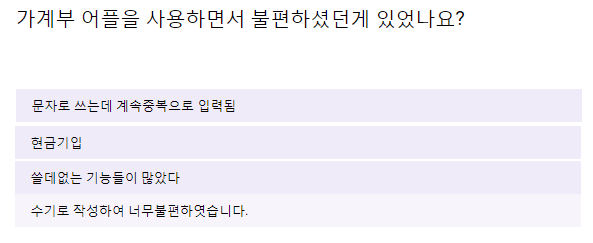 가계부 어플을 사용하면서 불편하셨던게 있었나요?
문자로 쓰는데 계속중복으로 입력됨
현금기입
쓸데없는 기능들이 많았다
수기로 작성하여 너무불편하엿습니다.